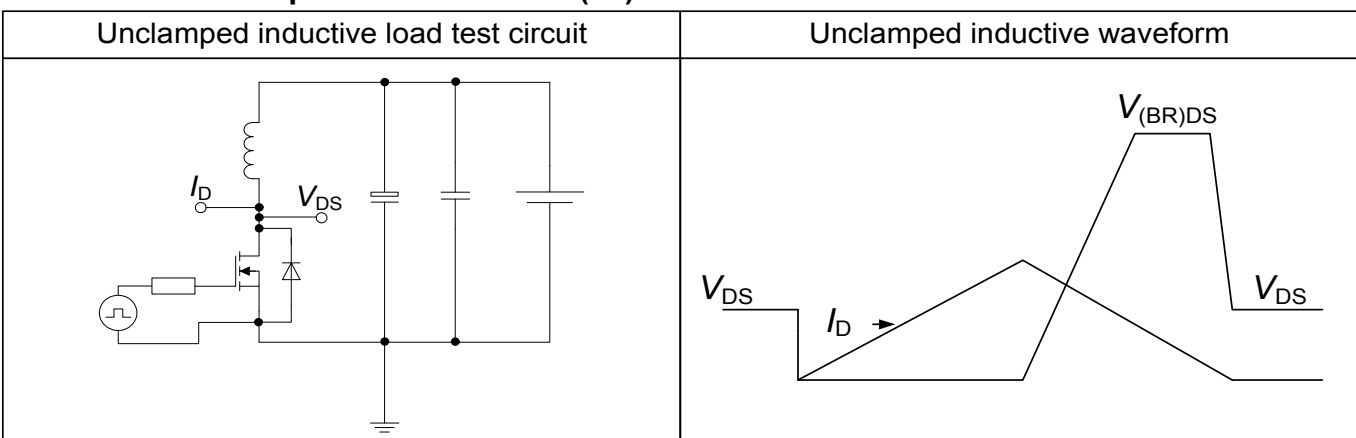 Unclamped inductive load test circuit
Unclamped inductive waveform
I_D
V_DS
V_(BR)DS
V_DS
I_D
V_DS